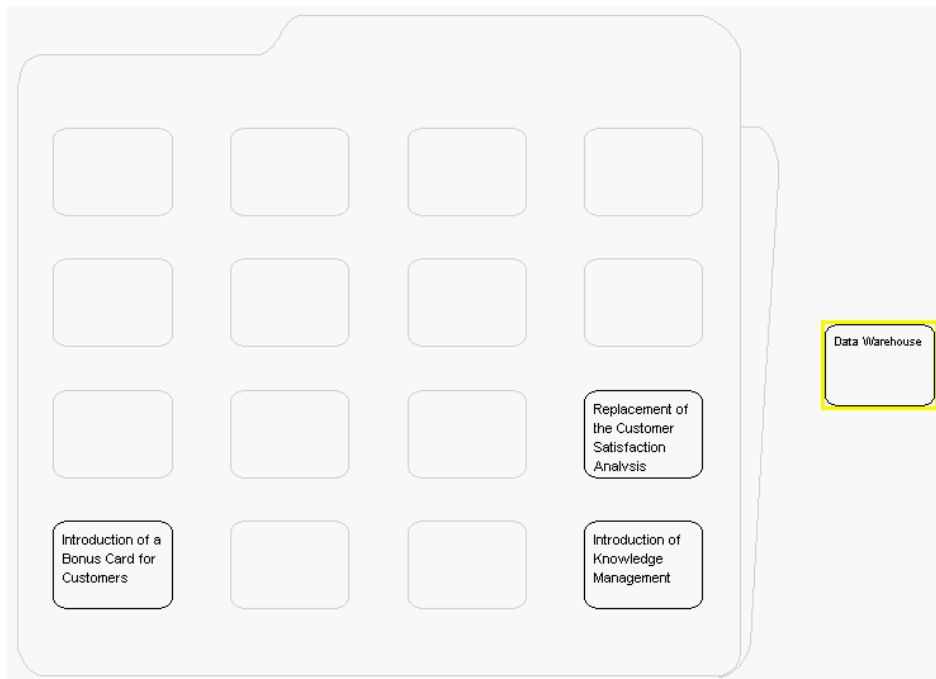 Data Warehouse
Replacement of
the Customer
Satisfaction
Analysis
Introduction of a
Bonus Card for
Customers
Introduction of
Knowledge
Management